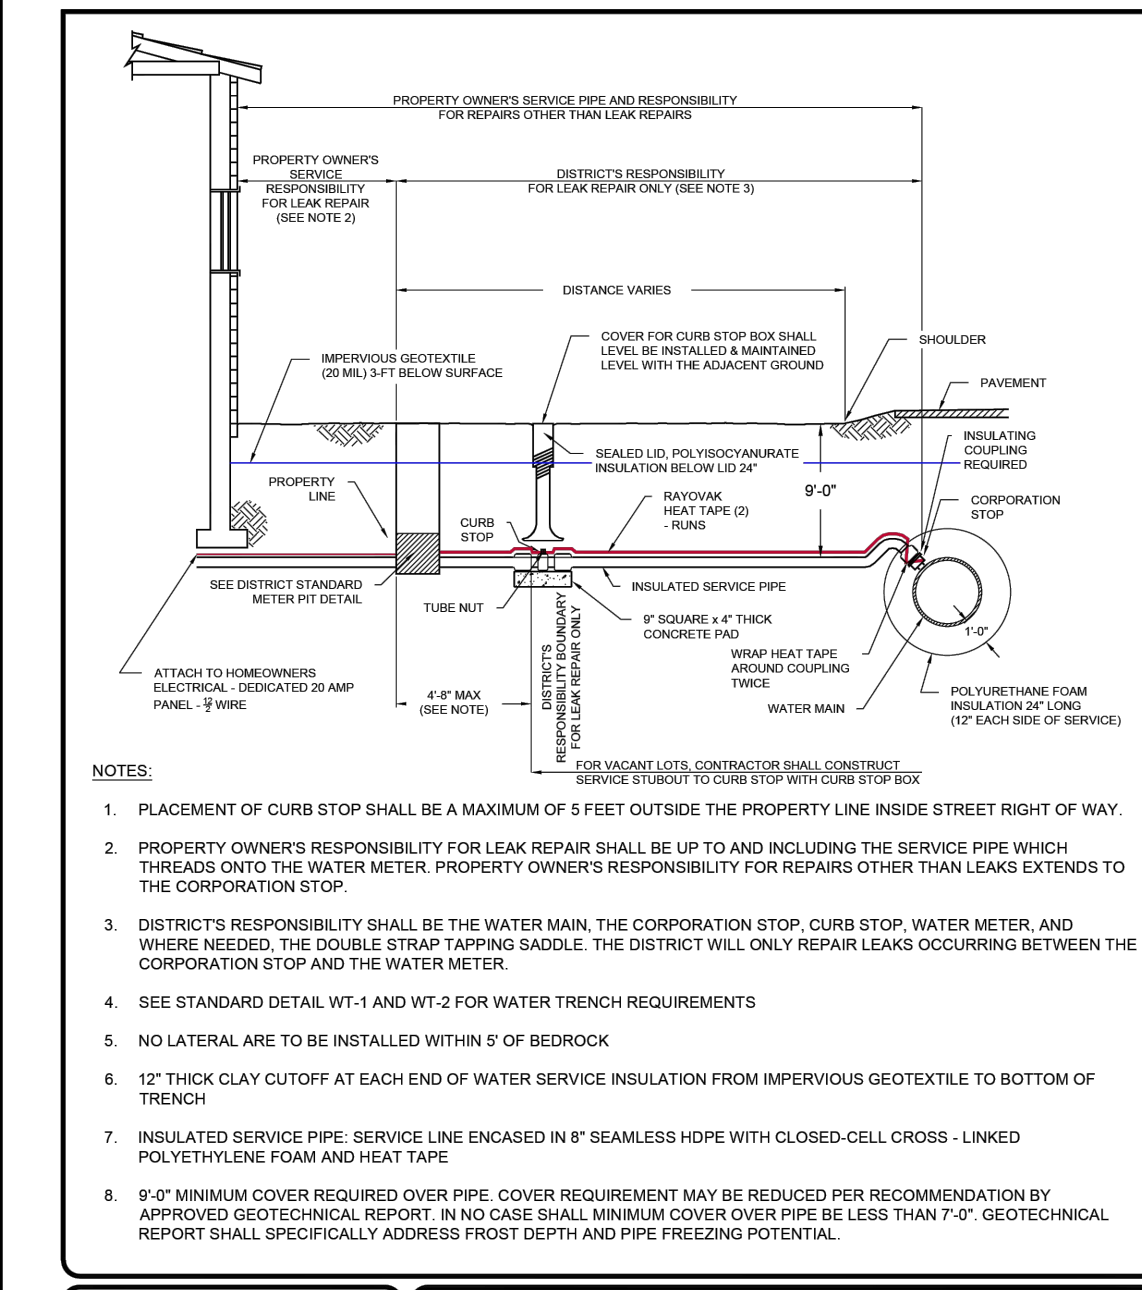 PROPERTY OWNER'S SERVICE PIPE AND RESPONSIBILITY
FOR REPAIRS OTHER THAN LEAK REPAIRS
PROPERTY OWNER'S
SERVICE
RESPONSIBILITY
FOR LEAK REPAIR
(SEE NOTE 2)
DISTRICT'S RESPONSIBILITY
FOR LEAK REPAIR ONLY (SEE NOTE 3)
DISTANCE VARIES
IMPERVIOUS GEOTEXTILE
(20 MIL) 3-FT BELOW SURFACE
COVER FOR CURB STOP BOX SHALL
LEVEL BE INSTALLED & MAINTAINED
LEVEL WITH THE ADJACENT GROUND
SHOULDER
PAVEMENT
SEALED LID, POLYISOCYANURATE
INSULATION BELOW LID 24"
INSULATING
COUPLING
REQUIRED
PROPERTY
LINE
9'-0"
RAYOVAK
HEAT TAPE (2)
- RUNS
CORPORATION
STOP
CURB
STOP
SEE DISTRICT STANDARD
METER PIT DETAIL
TUBE NUT
INSULATED SERVICE PIPE
9" SQUARE x 4" THICK
CONCRETE PAD
1'-0"
WRAP HEAT TAPE
AROUND COUPLING
TWICE
WATER MAIN
ATTACH TO HOMEOWNERS
ELECTRICAL - DEDICATED 20 AMP
PANEL - 12/2 WIRE
4'-8" MAX
(SEE NOTE)
DISTRICT'S
RESPONSIBILITY BOUNDARY
FOR LEAK REPAIR ONLY
POLYURETHANE FOAM
INSULATION 24" LONG
(12" EACH SIDE OF SERVICE)
FOR VACANT LOTS, CONTRACTOR SHALL CONSTRUCT
SERVICE STUBOUT TO CURB STOP WITH CURB STOP BOX
NOTES:
1. PLACEMENT OF CURB STOP SHALL BE A MAXIMUM OF 5 FEET OUTSIDE THE PROPERTY LINE INSIDE STREET RIGHT OF WAY.
2. PROPERTY OWNER'S RESPONSIBILITY FOR LEAK REPAIR SHALL BE UP TO AND INCLUDING THE SERVICE PIPE WHICH
THREADS ONTO THE WATER METER. PROPERTY OWNER'S RESPONSIBILITY FOR REPAIRS OTHER THAN LEAKS EXTENDS TO
THE CORPORATION STOP.
3. DISTRICT'S RESPONSIBILITY SHALL BE THE WATER MAIN, THE CORPORATION STOP, CURB STOP, WATER METER, AND
WHERE NEEDED, THE DOUBLE STRAP TAPPING SADDLE. THE DISTRICT WILL ONLY REPAIR LEAKS OCCURRING BETWEEN THE
CORPORATION STOP AND THE WATER METER.
4. SEE STANDARD DETAIL WT-1 AND WT-2 FOR WATER TRENCH REQUIREMENTS
5. NO LATERAL ARE TO BE INSTALLED WITHIN 5' OF BEDROCK
6. 12" THICK CLAY CUTOFF AT EACH END OF WATER SERVICE INSULATION FROM IMPERVIOUS GEOTEXTILE TO BOTTOM OF
TRENCH
7. INSULATED SERVICE PIPE: SERVICE LINE ENCASED IN 8" SEAMLESS HDPE WITH CLOSED-CELL CROSS - LINKED
POLYETHYLENE FOAM AND HEAT TAPE
8. 9'-0" MINIMUM COVER REQUIRED OVER PIPE. COVER REQUIREMENT MAY BE REDUCED PER RECOMMENDATION BY
APPROVED GEOTECHNICAL REPORT. IN NO CASE SHALL MINIMUM COVER OVER PIPE BE LESS THAN 7'-0". GEOTECHNICAL
REPORT SHALL SPECIFICALLY ADDRESS FROST DEPTH AND PIPE FREEZING POTENTIAL.